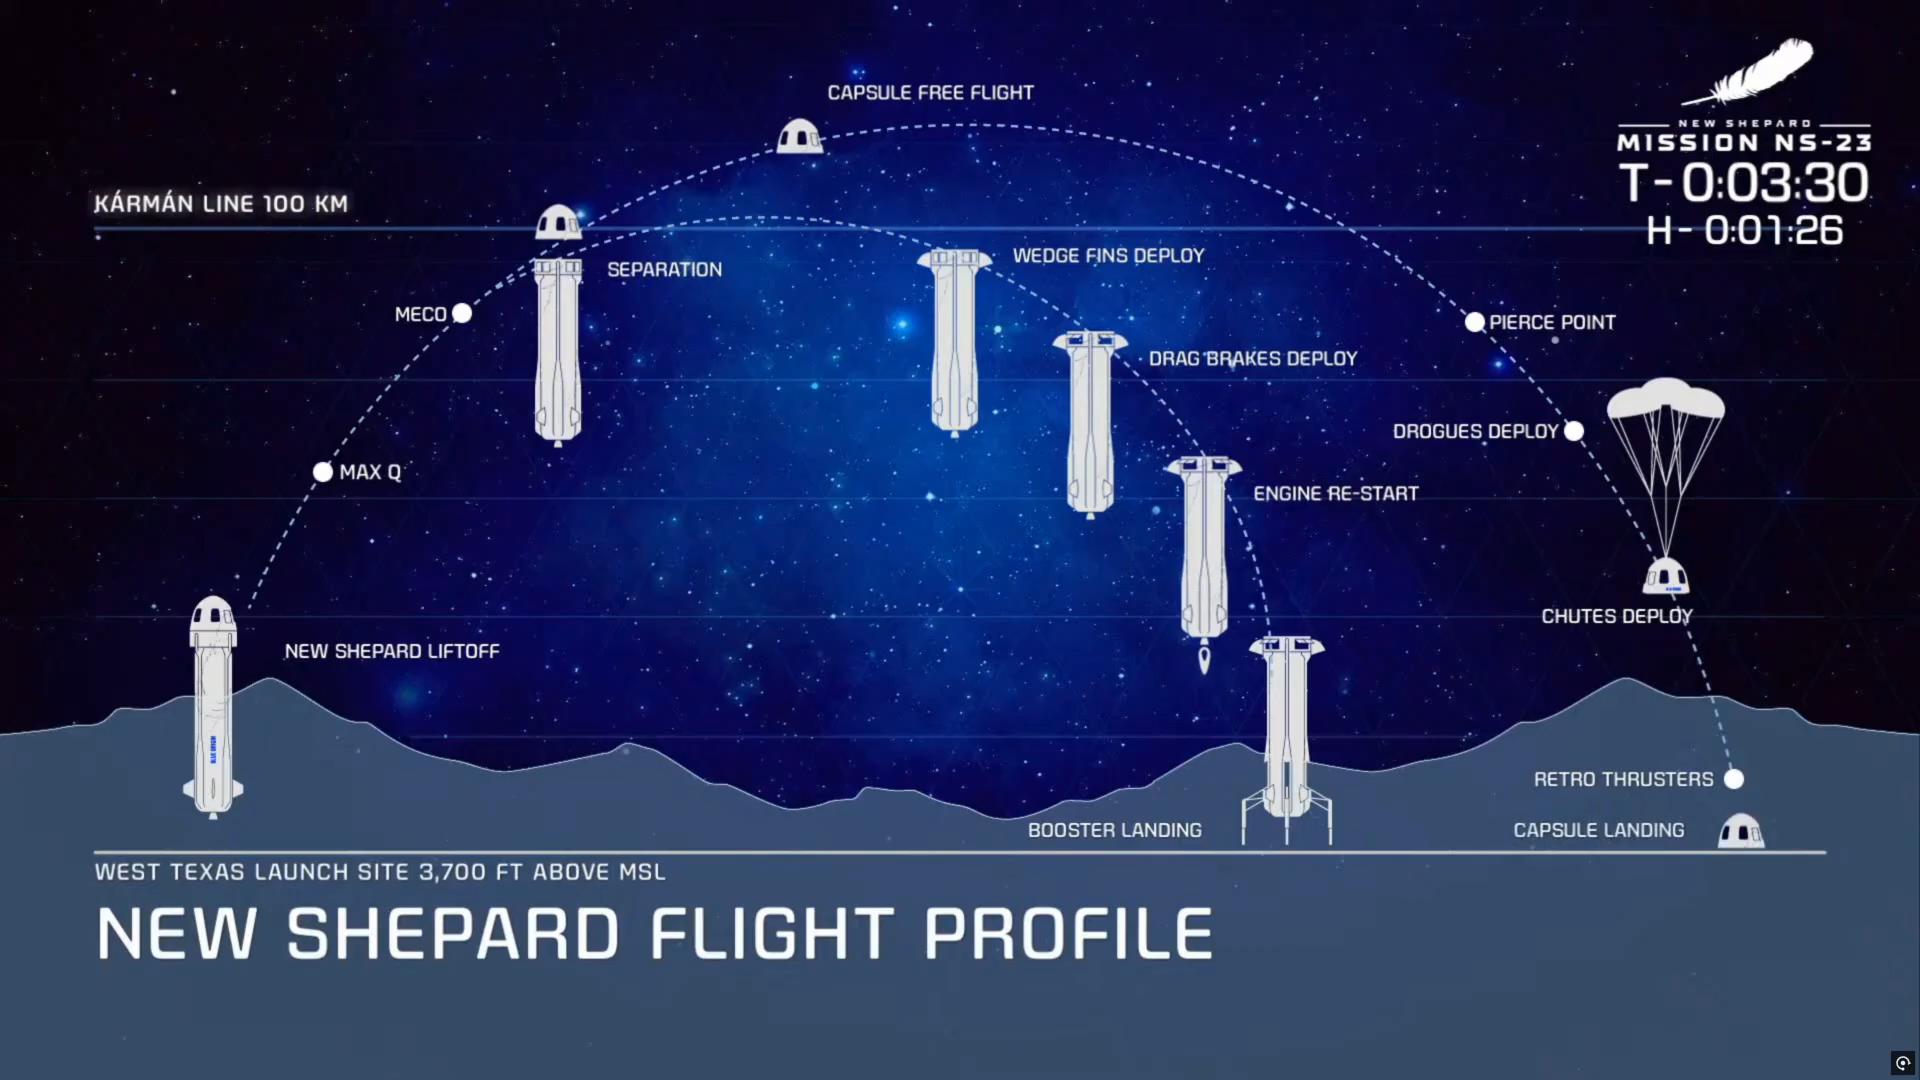 CAPSULE FREE FLIGHT
NEW SHEPARD
MISSION NS-23
T-0:03:30
H-0:01:26
KÁRMÁN LINE 100 KM
SEPARATION
WEDGE FINS DEPLOY
MECO
PIERCE POINT
DRAG BRAKES DEPLOY
DROGUES DEPLOY
MAX Q
ENGINE RE-START
CHUTES DEPLOY
NEW SHEPARD LIFTOFF
BLUE ORIGIN
RETRO THRUSTERS
BOOSTER LANDING
CAPSULE LANDING
WEST TEXAS LAUNCH SITE 3,700 FT ABOVE MSL
NEW SHEPARD FLIGHT PROFILE